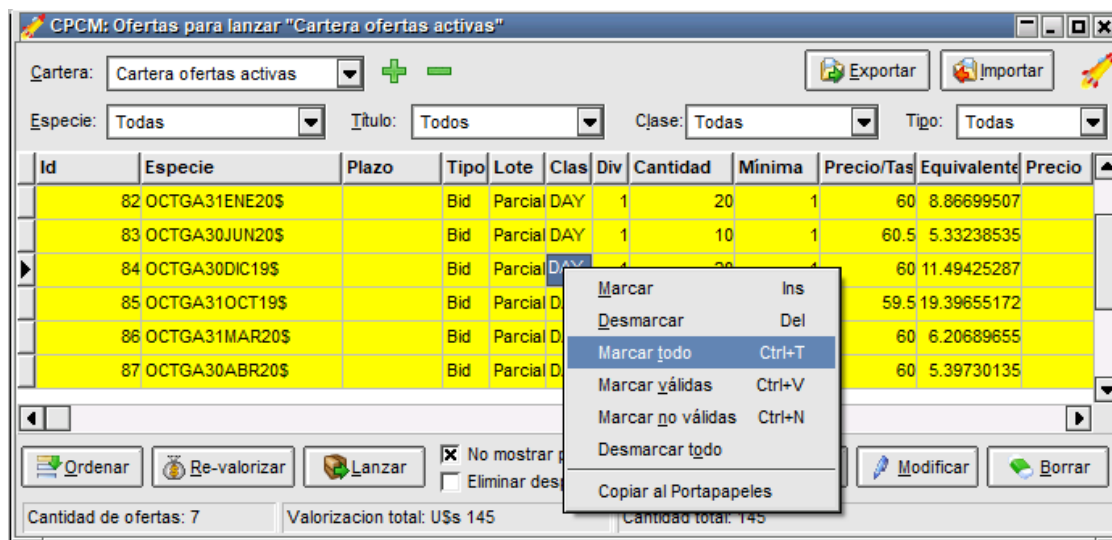 CPCM: Ofertas para lanzar "Cartera ofertas activas"
Cartera: Cartera ofertas activas Exportar Importar
Especie: Todas Título: Todos Clase: Todas Tipo: Todas
Id Especie Plazo Tipo Lote Clas Div Cantidad Mínima Precio/Tas Equivalente Precio
82 OCTGA31ENE20$ Bid Parcial DAY 1 20 1 60 8.86699507
83 OCTGA30JUN20$ Bid Parcial DAY 1 10 1 60.5 5.33238535
84 OCTGA30DIC19$ Bid Parcial DAY 60 11.49425287
85 OCTGA31OCT19$ Bid Parcial 59.5 19.39655172
86 OCTGA31MAR20$ Bid Parcial 60 6.20689655
87 OCTGA30ABR20$ Bid Parcial 60 5.39730135
Marcar Ins
Desmarcar Del
Marcar todo Ctrl+T
Marcar válidas Ctrl+V
Marcar no válidas Ctrl+N
Desmarcar todo
Copiar al Portapapeles
Ordenar Re-valorizar Lanzar No mostrar Modificar Borrar
Eliminar
Cantidad de ofertas: 7 Valorizacion total: U$s 145 Cantidad total: 145